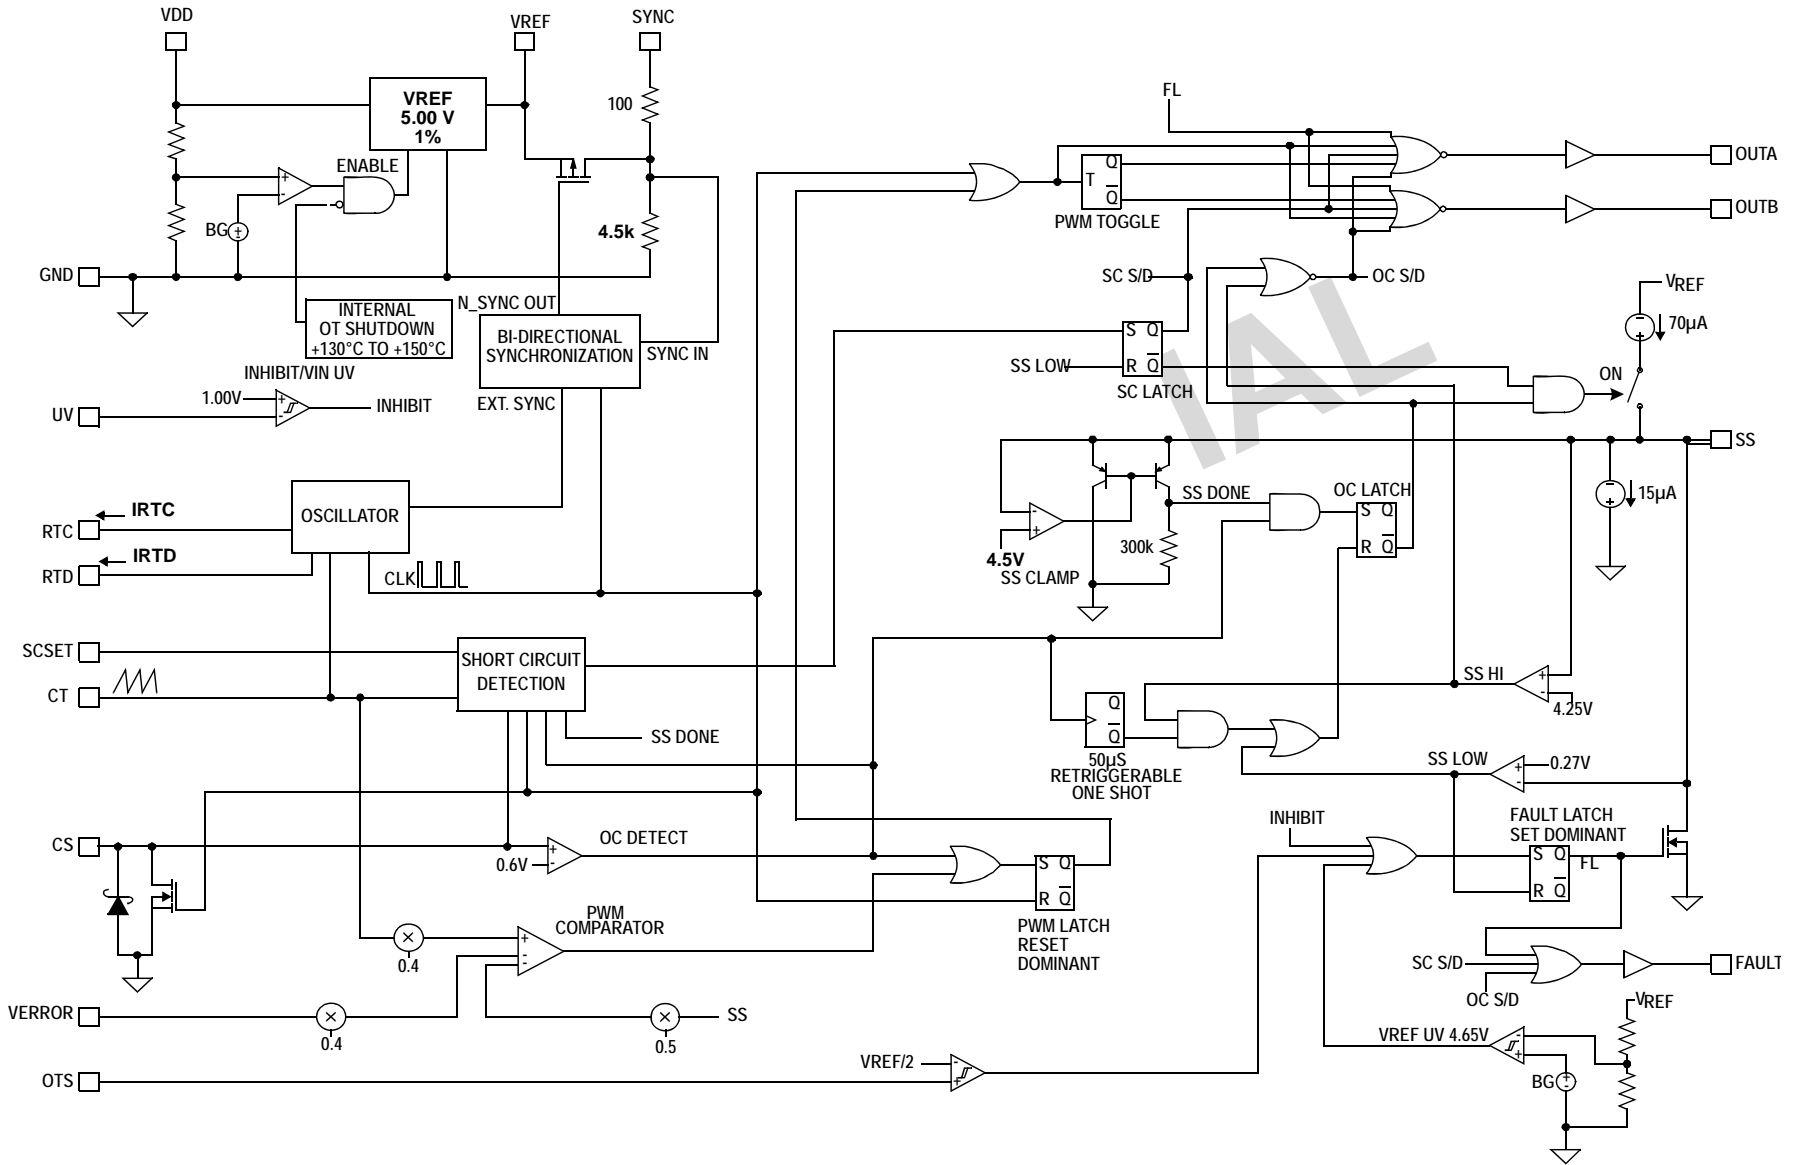 VDD
VREF
SYNC
VREF
5.00 V
1%
100
FL
ENABLE
+
-
Q
T
Q
PWM TOGGLE
OUTA
BG
+
-
4.5k
OUTB
GND
SC S/D
OC S/D
VREF
70µA
INTERNAL
OT SHUTDOWN
+130°C TO +150°C
N_SYNC OUT
BI-DIRECTIONAL
SYNCHRONIZATION
SYNC IN
EXT. SYNC
S Q
R Q
SC LATCH
SS LOW
IAL
ON
INHIBIT/VIN UV
1.00V
+
-
INHIBIT
UV
SS
15µA
IRTC
RTC
OSCILLATOR
IRTD
RTD
CLK
-
+
4.5V
SS CLAMP
300k
SS DONE
OC LATCH
S Q
R Q
SCSET
CT
SHORT CIRCUIT
DETECTION
SS DONE
SS HI
+
-
4.25V
Q
Q
50µS
RETRIGGERABLE
ONE SHOT
SS LOW
+
-
0.27V
CS
OC DETECT
+
-
0.6V
S Q
R Q
PWM LATCH
RESET
DOMINANT
INHIBIT
FAULT LATCH
SET DOMINANT
S Q
FL
R Q
PWM
COMPARATOR
+
-
-
×
0.4
SC S/D
OC S/D
FAULT
VERROR
×
0.4
×
0.5
SS
VREF
VREF UV 4.65V
-
+
BG
+
-
VREF/2
-
+
OTS